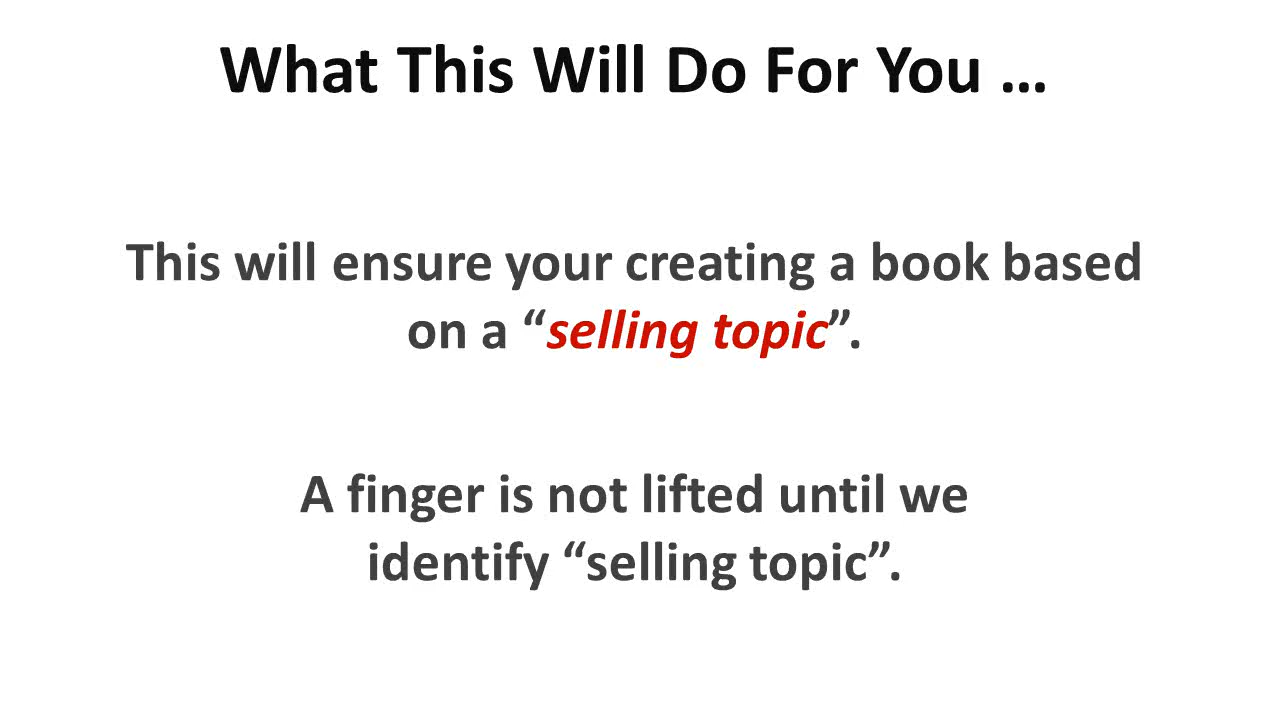 What This Will Do For You ...
This will ensure your creating a book based
on a “selling topic”.
A finger is not lifted until we
identify “selling topic”.